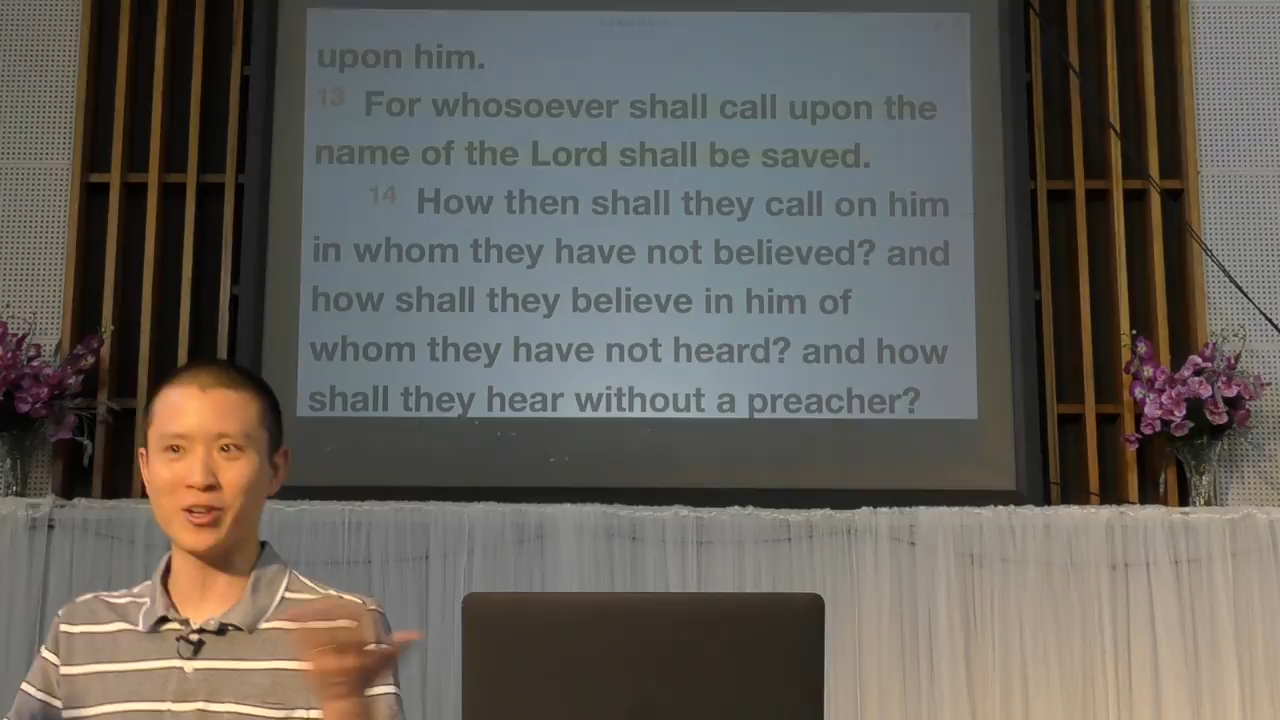 upon him.
13 For whosoever shall call upon the
name of the Lord shall be saved.
14 How then shall they call on him
in whom they have not believed? and
how shall they believe in him of
whom they have not heard? and how
shall they hear without a preacher?